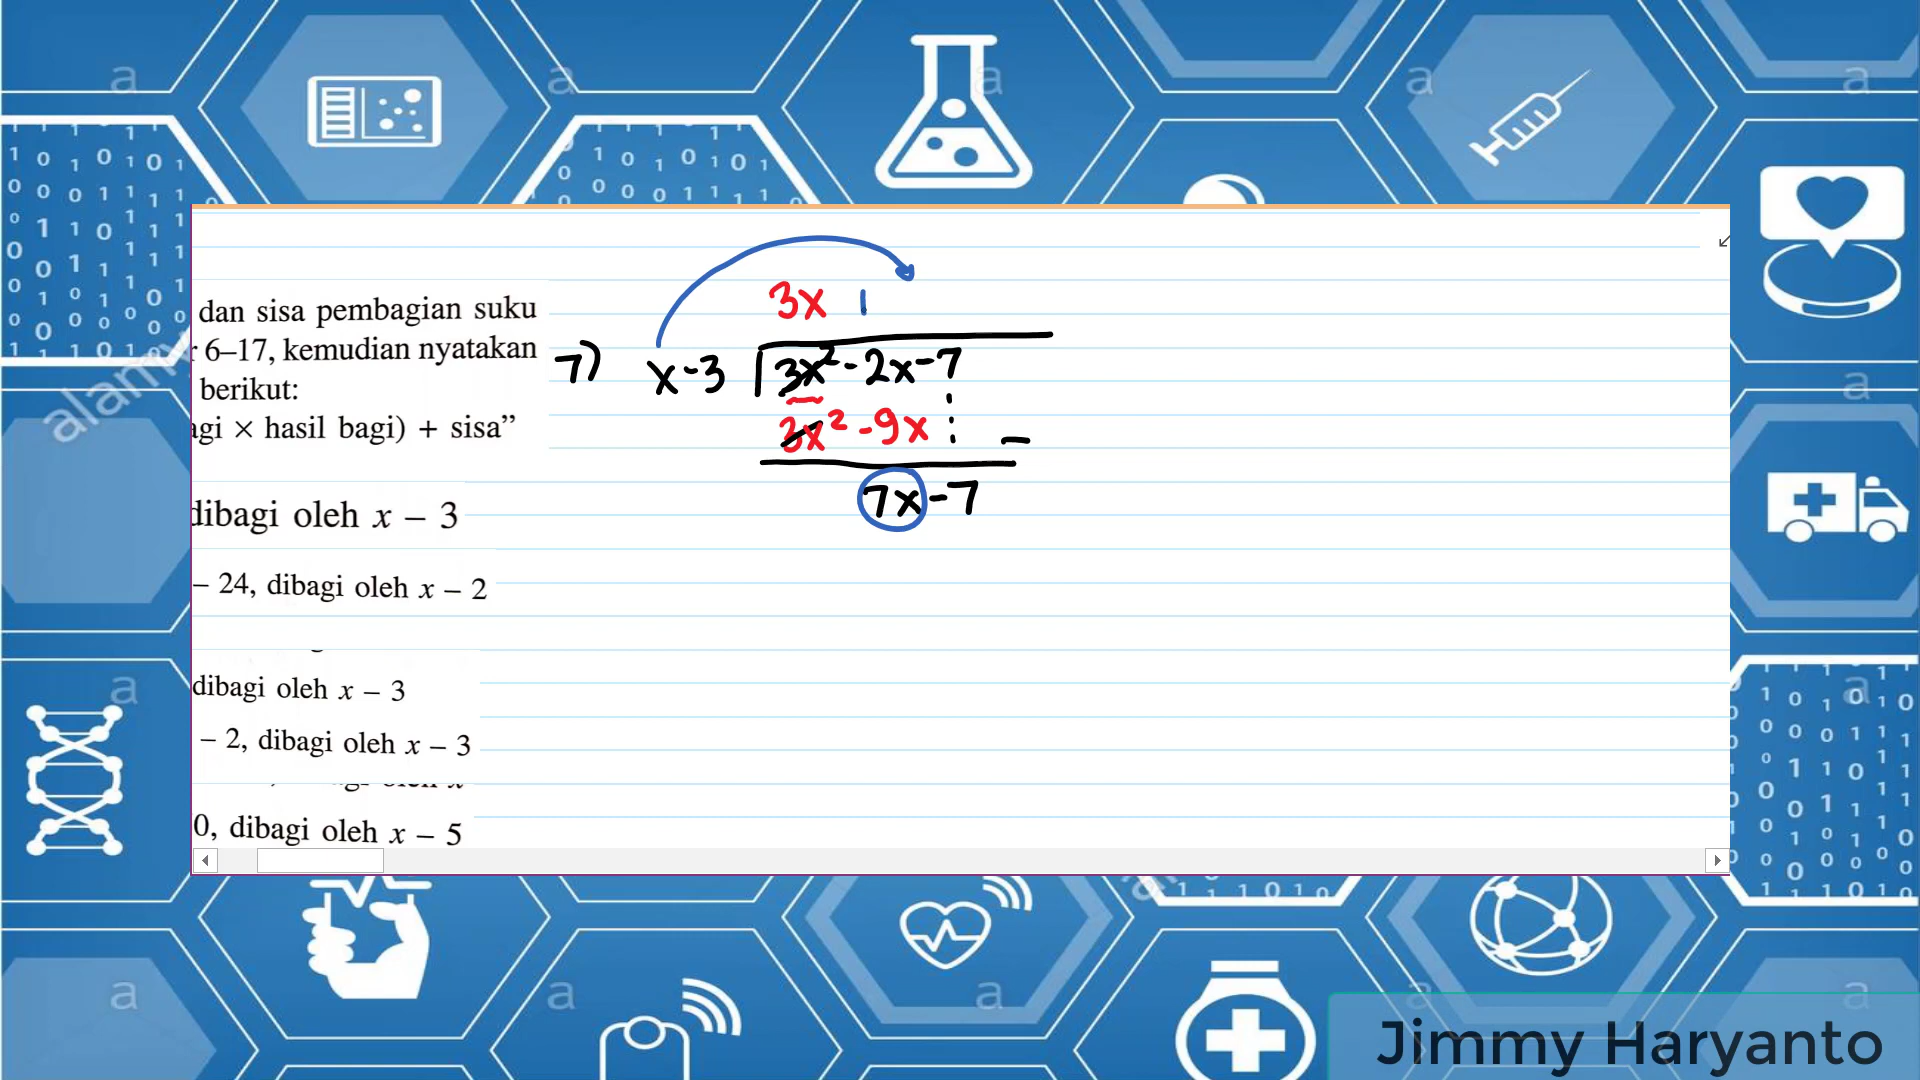 dan sisa pembagian suku
6–17, kemudian nyatakan
berikut:
agi × hasil bagi) + sisa”
dibagi oleh x – 3
– 24, dibagi oleh x – 2
dibagi oleh x – 3
– 2, dibagi oleh x – 3
0, dibagi oleh x – 5
3x
7) x-3 3x²-2x-7
3x²-9x –
7x-7
alamy
Jimmy Haryanto